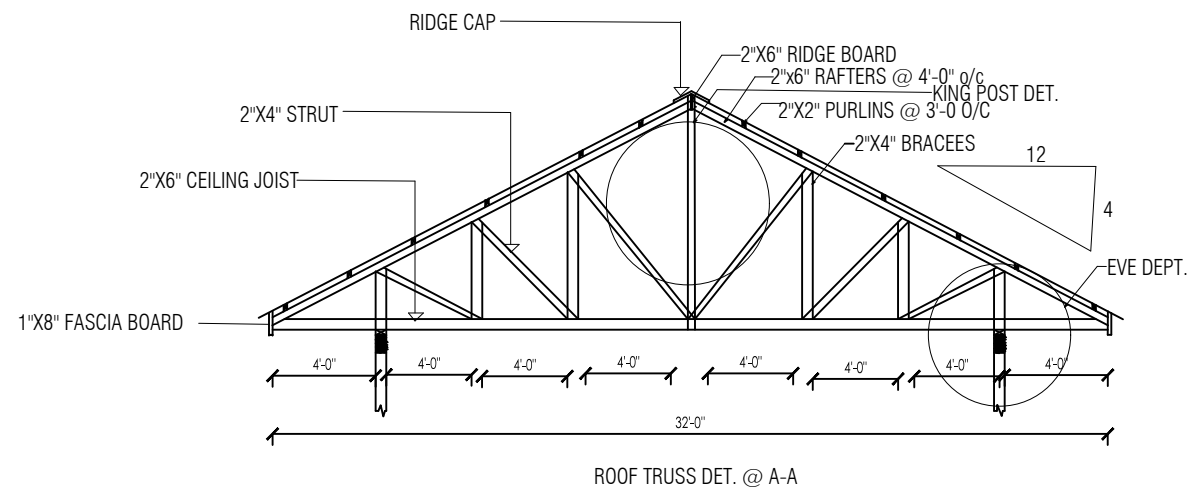 RIDGE CAP
2"X6" RIDGE BOARD
2"x6" RAFTERS @ 4'-0" o/c
KING POST DET.
2"X2" PURLINS @ 3'-0 O/C
2"X4" STRUT
2"X4" BRACEES
12
2"X6" CEILING JOIST
4
EVE DEPT.
1"X8" FASCIA BOARD
4'-0" 4'-0" 4'-0" 4'-0" 4'-0" 4'-0" 4'-0" 4'-0"
32'-0"
ROOF TRUSS DET. @ A-A